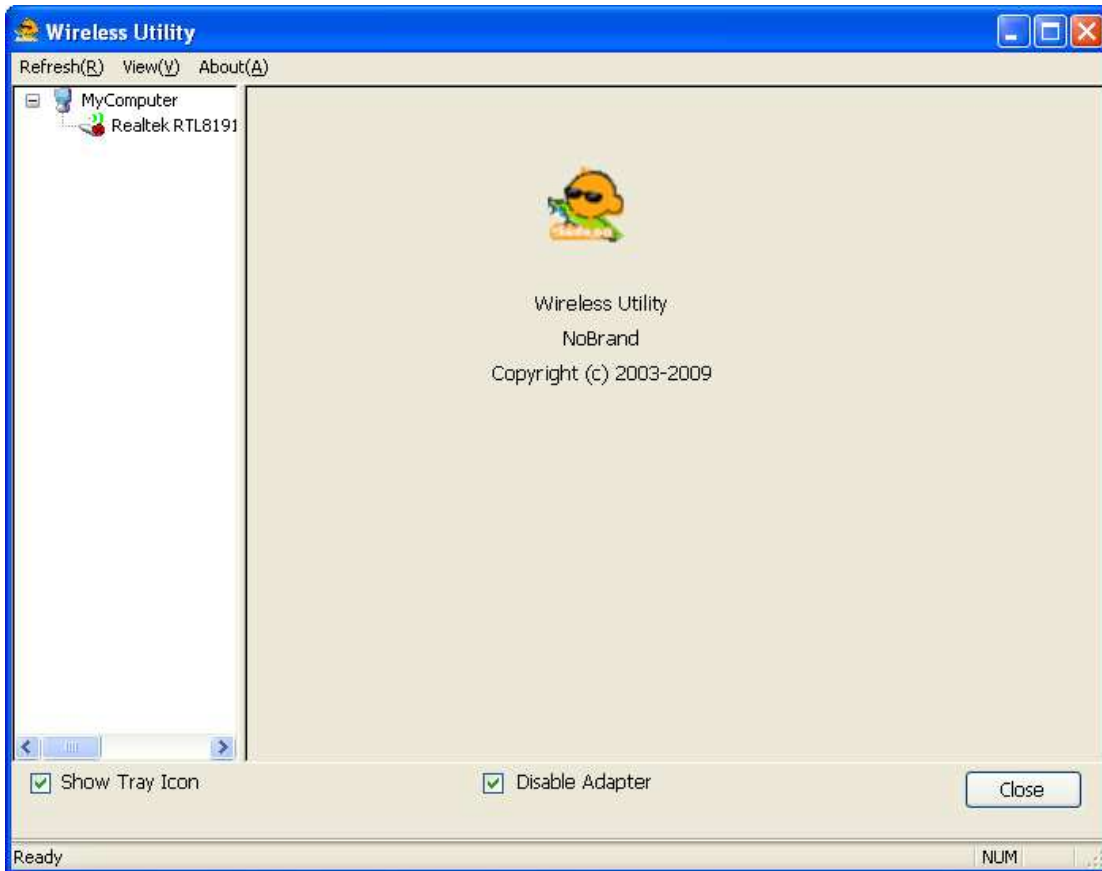 Wireless Utility
Refresh(R) View(V) About(A)
MyComputer
Realtek RTL8191
Wireless Utility
NoBrand
Copyright (c) 2003-2009
Show Tray Icon
Disable Adapter
Close
Ready
NUM